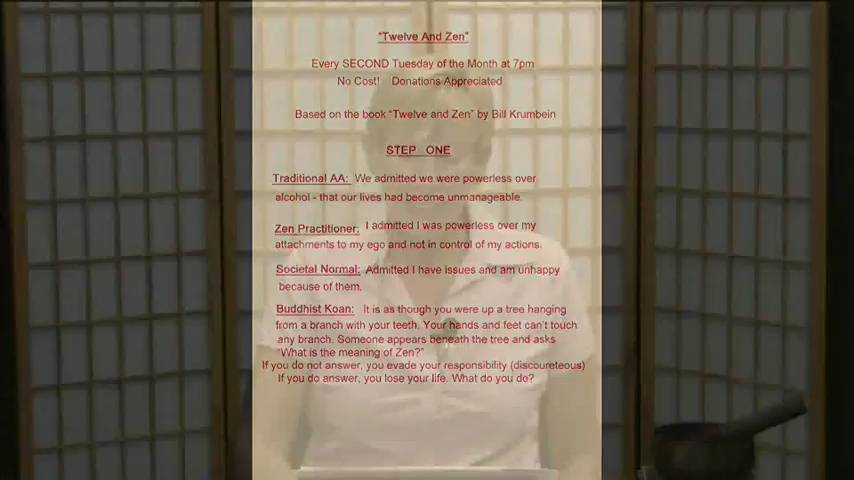 "Twelve And Zen"
Every SECOND Tuesday of the Month at 7pm
No Cost! Donations Appreciated
Based on the book "Twelve and Zen" by Bill Krumbein
STEP ONE
Traditional AA: We admitted we were powerless over
alcohol - that our lives had become unmanageable.
Zen Practitioner: I admitted I was powerless over my
attachments to my ego and not in control of my actions.
Societal Normal: Admitted I have issues and am unhappy
because of them.
Buddhist Koan: It is as though you were up a tree hanging
from a branch with your teeth. Your hands and feet can't touch
any branch. Someone appears beneath the tree and asks
"What is the meaning of Zen?"
If you do not answer, you evade your responsibility (discoureteous)
If you do answer, you lose your life. What do you do?